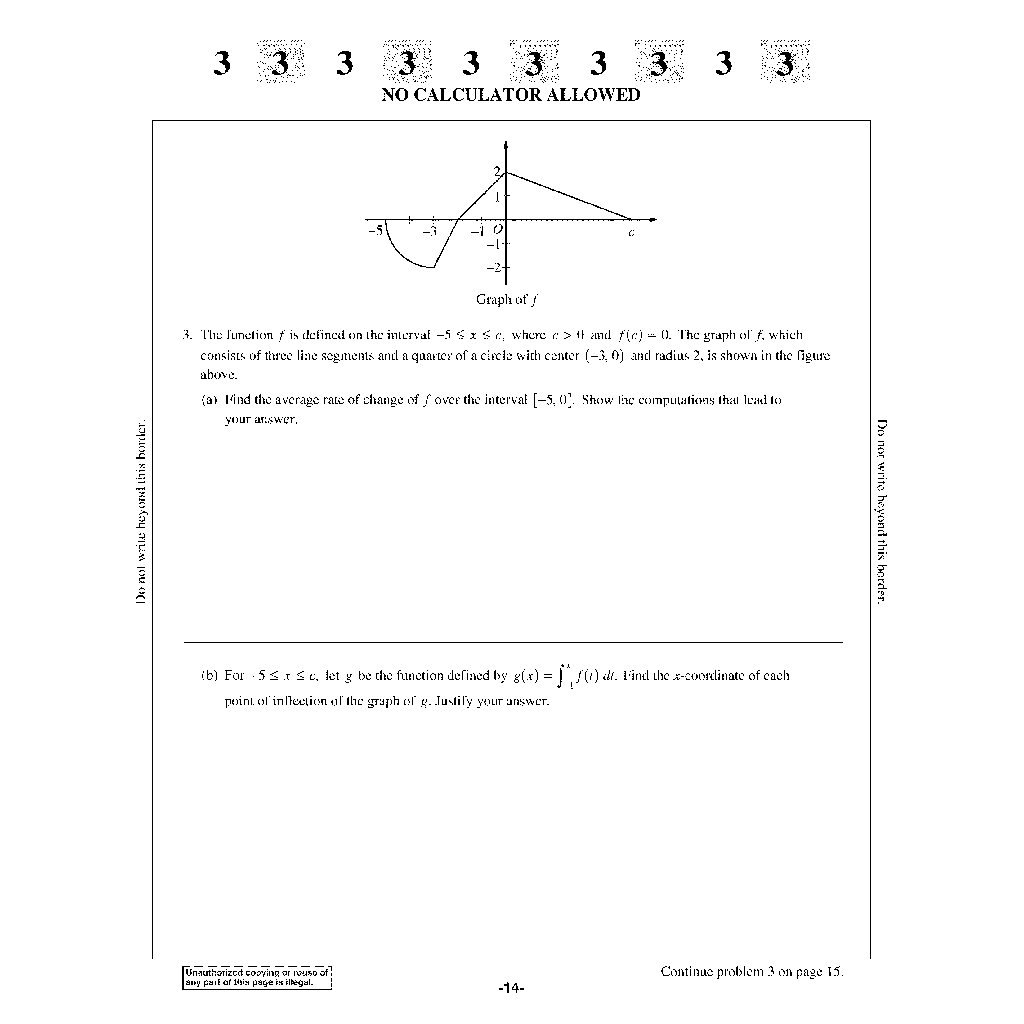 3 3 3 3 3 3 3 3 3 3
NO CALCULATOR ALLOWED
2
1
−5 −3 −1 O c
−1
−2
Graph of f
3. The function f is defined on the interval −5 ≤ x ≤ c, where c > 0 and f(c) = 0. The graph of f, which
consists of three line segments and a quarter of a circle with center (−3, 0) and radius 2, is shown in the figure
above.
(a) Find the average rate of change of f over the interval [−5, 0]. Show the computations that lead to
your answer.
Do not write beyond this border.
Do not write beyond this border.
(b) For −5 ≤ x ≤ c, let g be the function defined by g(x) = ∫₋₁ˣ f(t) dt. Find the x-coordinate of each
point of inflection of the graph of g. Justify your answer.
Unauthorized copying or reuse of
any part of this page is illegal.
Continue problem 3 on page 15.
-14-